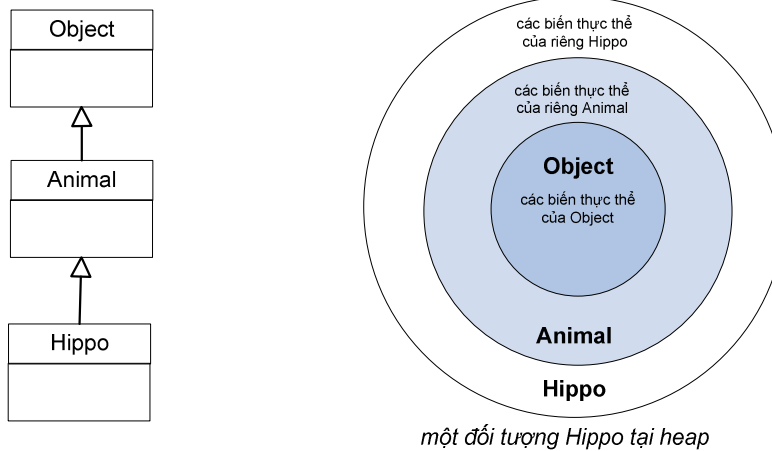 Object
Animal
Hippo
các biến thực thể
của riêng Hippo
các biến thực thể
của riêng Animal
Object
các biến thực thể
của Object
Animal
Hippo
một đối tượng Hippo tại heap